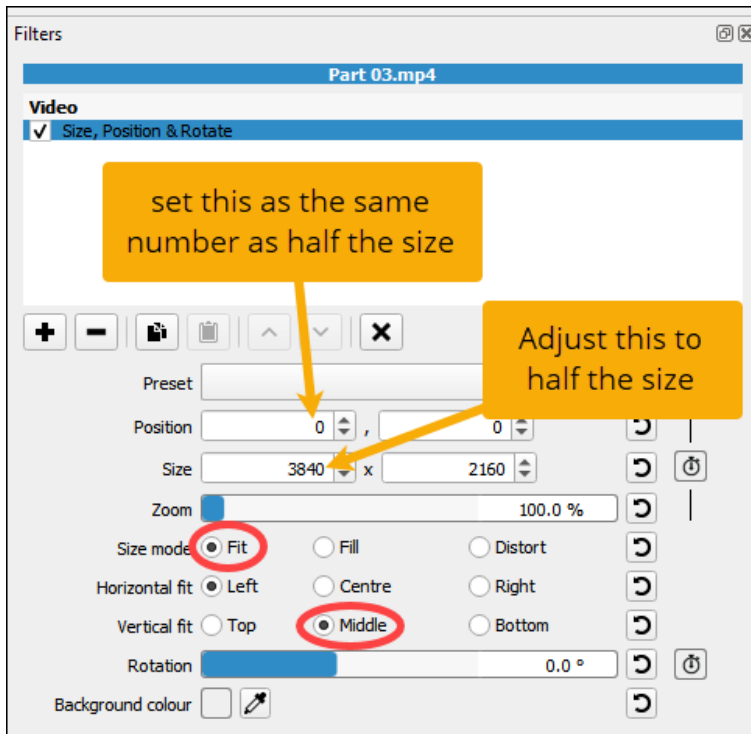 Filters
Part 03.mp4
Video
Size, Position & Rotate
set this as the same
number as half the size
Adjust this to
half the size
Preset
Position 0 , 0
Size 3840 x 2160
Zoom 100.0 %
Size mode Fit Fill Distort
Horizontal fit Left Centre Right
Vertical fit Top Middle Bottom
Rotation 0.0 °
Background colour